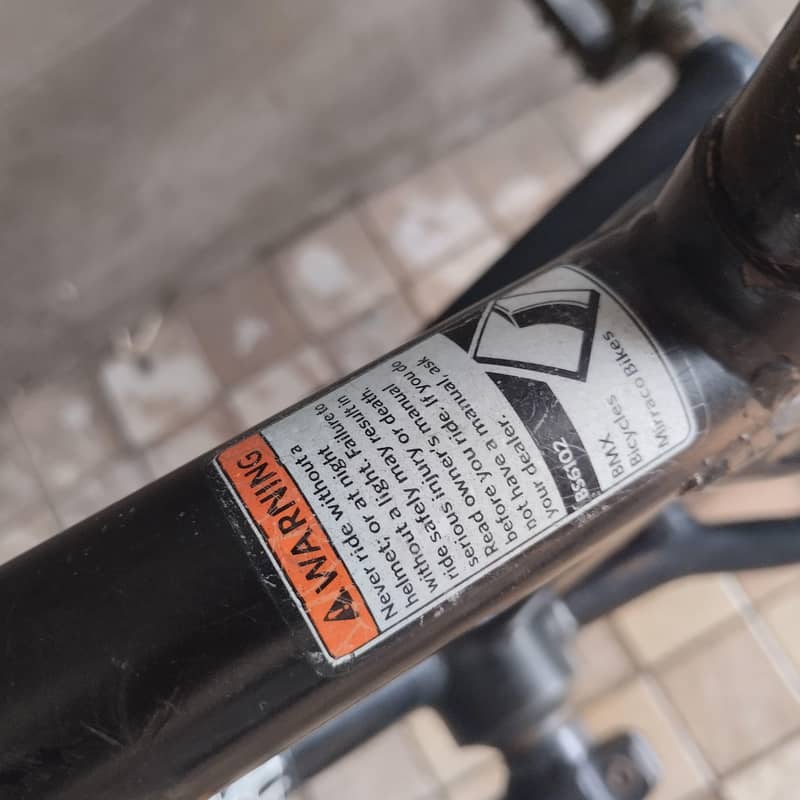 WARNING
Never ride without a
helmet; or at night
without a light. Failure to
ride safely may result in
serious injury or death.
Read owner's manual
before you ride. If you do
not have a manual, ask
your dealer
BS6102
BMX
Bicycles
Mirraco Bikes